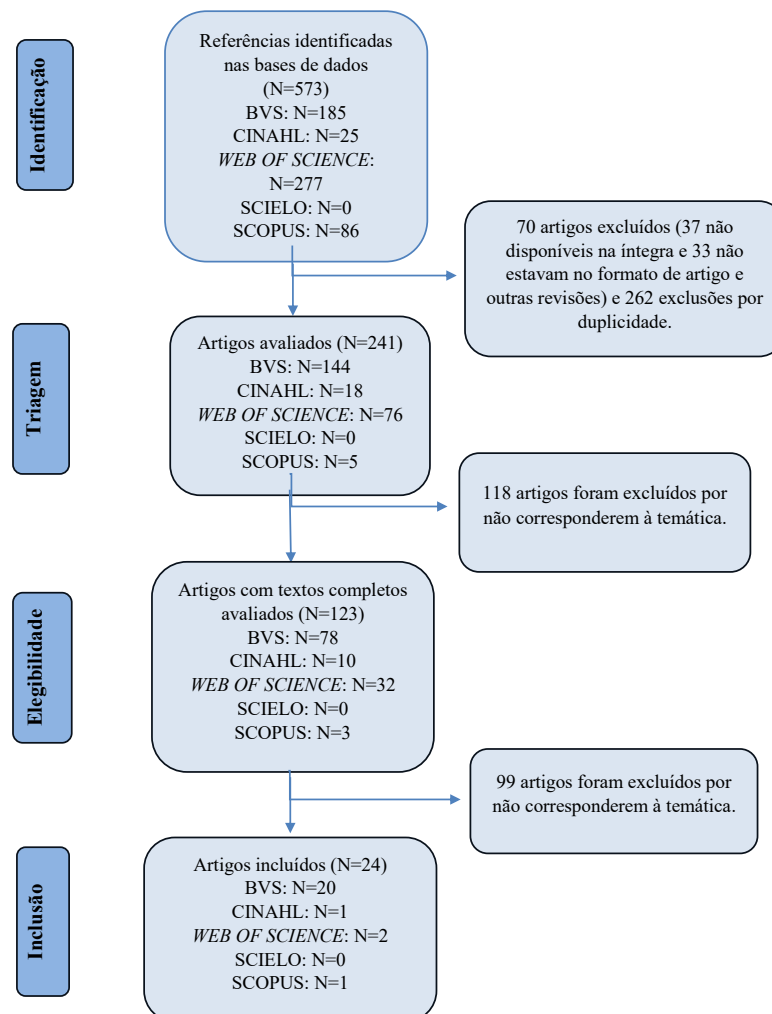 Identificação
Referências identificadas
nas bases de dados
(N=573)
BVS: N=185
CINAHL: N=25
WEB OF SCIENCE:
N=277
SCIELO: N=0
SCOPUS: N=86
70 artigos excluídos (37 não
disponíveis na íntegra e 33 não
estavam no formato de artigo e
outras revisões) e 262 exclusões por
duplicidade.
Triagem
Artigos avaliados (N=241)
BVS: N=144
CINAHL: N=18
WEB OF SCIENCE: N=76
SCIELO: N=0
SCOPUS: N=5
118 artigos foram excluídos por
não corresponderem à temática.
Elegibilidade
Artigos com textos completos
avaliados (N=123)
BVS: N=78
CINAHL: N=10
WEB OF SCIENCE: N=32
SCIELO: N=0
SCOPUS: N=3
99 artigos foram excluídos por
não corresponderem à temática.
Inclusão
Artigos incluídos (N=24)
BVS: N=20
CINAHL: N=1
WEB OF SCIENCE: N=2
SCIELO: N=0
SCOPUS: N=1